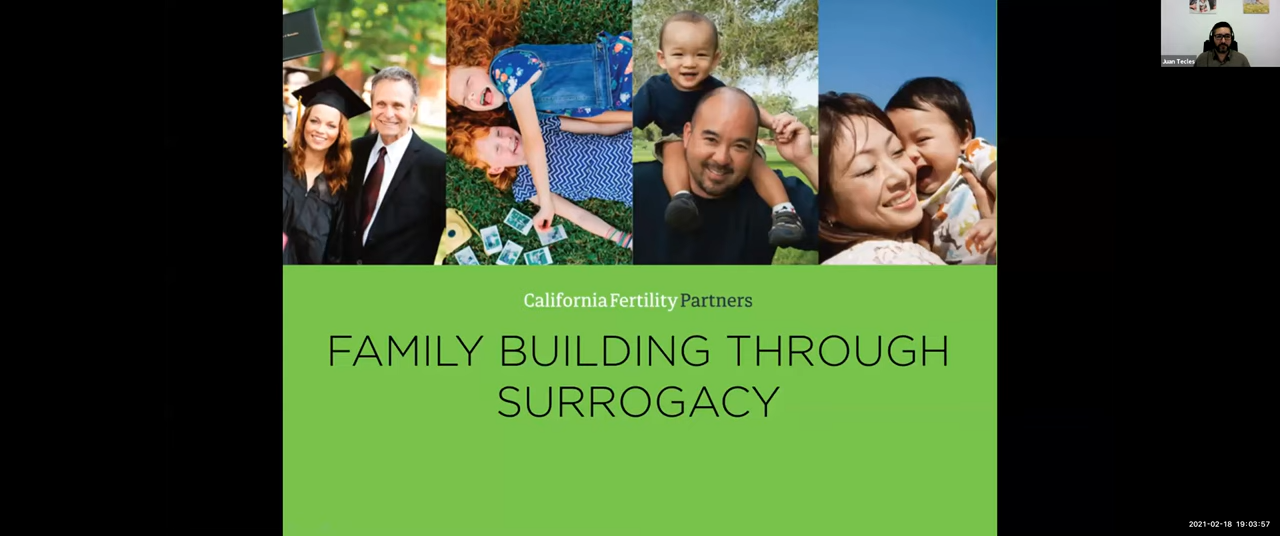 Juan Tecles
California Fertility Partners
FAMILY BUILDING THROUGH
SURROGACY
2021-02-18 19:03:57